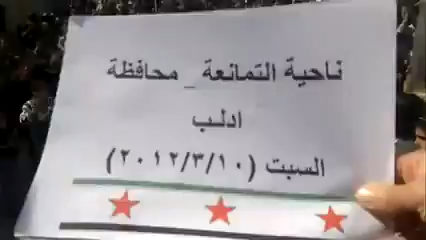 ناحية التمانعة _ محافظة
ادلب
السبت (٢٠١٢/٣/١٠)